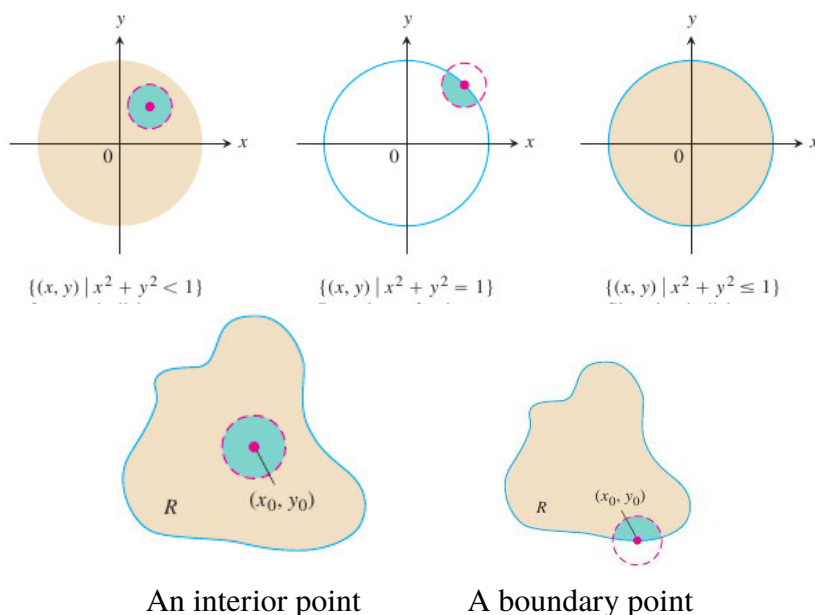 y y y
x x x
0 0 0
{(x, y) | x² + y² < 1} {(x, y) | x² + y² = 1} {(x, y) | x² + y² ≤ 1}
R (x₀, y₀) R (x₀, y₀)
An interior point A boundary point